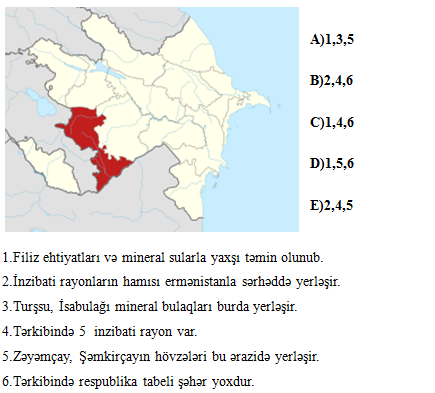 A)1,3,5
B)2,4,6
C)1,4,6
D)1,5,6
E)2,4,5
1.Filiz ehtiyatları və mineral sularla yaxşı təmin olunub.
2.İnzibati rayonların hamısı ermənistanla sərhəddə yerləşir.
3.Turşsu, İsabulağı mineral bulaqları burda yerləşir.
4.Tərkibində 5 inzibati rayon var.
5.Zəyəmçay, Şəmkirçayın hövzələri bu ərazidə yerləşir.
6.Tərkibində respublika tabeli şəhər yoxdur.